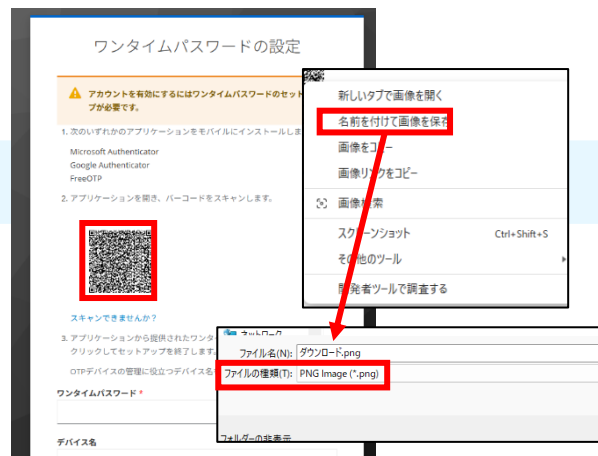 ワンタイムパスワードの設定
アカウントを有効にするにはワンタイムパスワードのセット
プが必要です。
1. 次のいずれかのアプリケーションをモバイルにインストールしま
Microsoft Authenticator
Google Authenticator
FreeOTP
2. アプリケーションを開き、バーコードをスキャンします。
スキャンできませんか?
3. アプリケーションから提供されたワンタ
クリックしてセットアップを終了します
OTPデバイスの管理に役立つデバイス名
ワンタイムパスワード *
デバイス名
新しいタブで画像を開く
名前を付けて画像を保存
画像をコピー
画像リンクをコピー
画像検索
スクリーンショット Ctrl+Shift+S
その他のツール
開発者ツールで調査する
ネットワーク
ファイル名(N): ダウンロード.png
ファイルの種類(T): PNG Image (*.png)
フォルダーの非表示